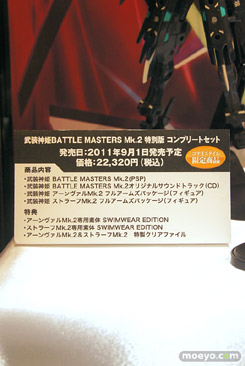 武装神姫BATTLE MASTERS Mk.2 特別版 コンプリートセット
発売日:2011年9月1日発売予定
価格:22,320円(税込)
コナミスタイル
限定商品
商品内容
・武装神姫 BATTLE MASTERS Mk.2(PSP)
・武装神姫 BATTLE MASTERS Mk.2オリジナルサウンドトラック(CD)
・武装神姫 アーンヴァルMk.2 フルアームズパッケージ(フィギュア)
・武装神姫 ストラーフMk.2 フルアームズパッケージ(フィギュア)
特典
・アーンヴァルMk.2専用素体 SWIMWEAR EDITION
・ストラーフMk.2専用素体 SWIMWEAR EDITION
・アーンヴァルMk.2&ストラーフMk.2 特製クリアファイル
moeyo.com